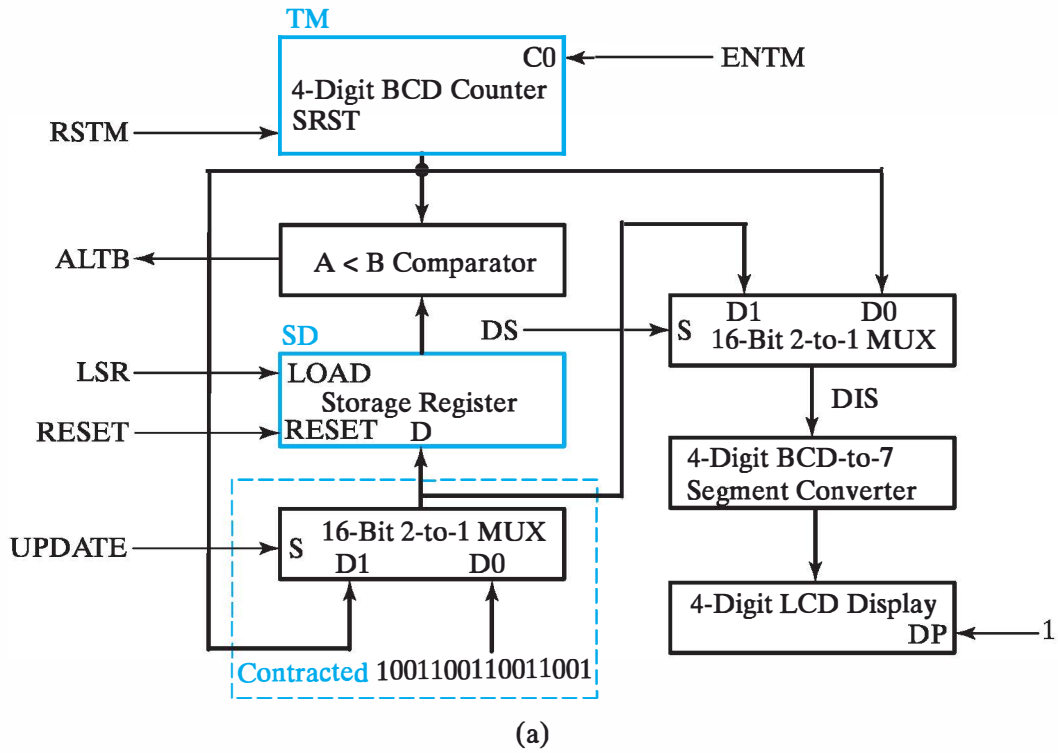 TM
C0
ENTM
4-Digit BCD Counter
SRST
RSTM
ALTB
A < B Comparator
D1
D0
DS
S
16-Bit 2-to-1 MUX
SD
LSR
LOAD
Storage Register
DIS
RESET
RESET
D
4-Digit BCD-to-7
Segment Converter
16-Bit 2-to-1 MUX
UPDATE
S
D1
D0
4-Digit LCD Display
DP
1
Contracted
1001100110011001
(a)